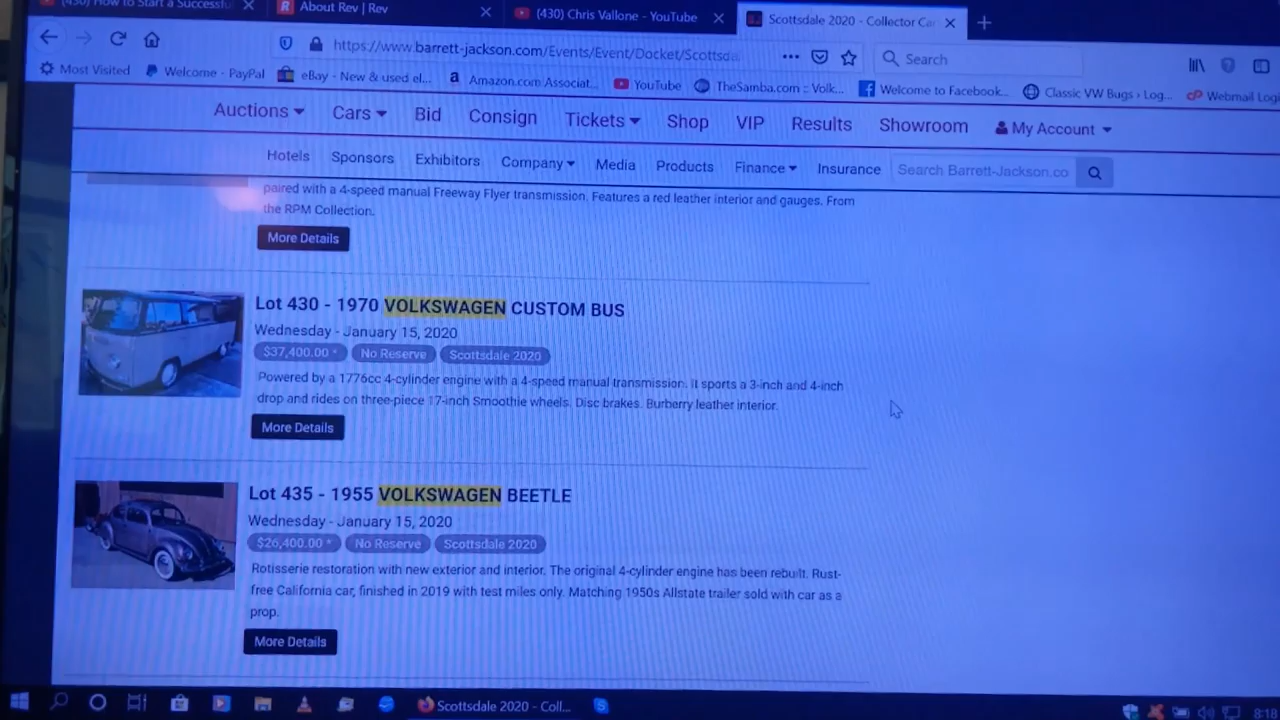 (430) How to Start a Successful
About Rev | Rev
(430) Chris Vallone - YouTube
Scottsdale 2020 - Collector Car
https://www.barrett-jackson.com/Events/Event/Docket/Scottsda
Search
Most Visited
Welcome - PayPal
eBay - New & used el...
Amazon.com Associat...
YouTube
TheSamba.com :: Volk...
Welcome to Facebook...
Classic VW Bugs › Log...
Webmail Logi
Auctions Cars Bid Consign Tickets Shop VIP Results Showroom My Account
Hotels Sponsors Exhibitors Company Media Products Finance Insurance Search Barrett-Jackson.co
paired with a 4-speed manual Freeway Flyer transmission. Features a red leather interior and gauges. From
the RPM Collection.
More Details
Lot 430 - 1970 VOLKSWAGEN CUSTOM BUS
Wednesday - January 15, 2020
$37,400.00 * No Reserve Scottsdale 2020
Powered by a 1776cc 4-cylinder engine with a 4-speed manual transmission. It sports a 3-inch and 4-inch
drop and rides on three-piece 17-inch Smoothie wheels. Disc brakes. Burberry leather interior.
More Details
Lot 435 - 1955 VOLKSWAGEN BEETLE
Wednesday - January 15, 2020
$26,400.00 * No Reserve Scottsdale 2020
Rotisserie restoration with new exterior and interior. The original 4-cylinder engine has been rebuilt. Rust-
free California car, finished in 2019 with test miles only. Matching 1950s Allstate trailer sold with car as a
prop.
More Details
Scottsdale 2020 - Coll...
8:18